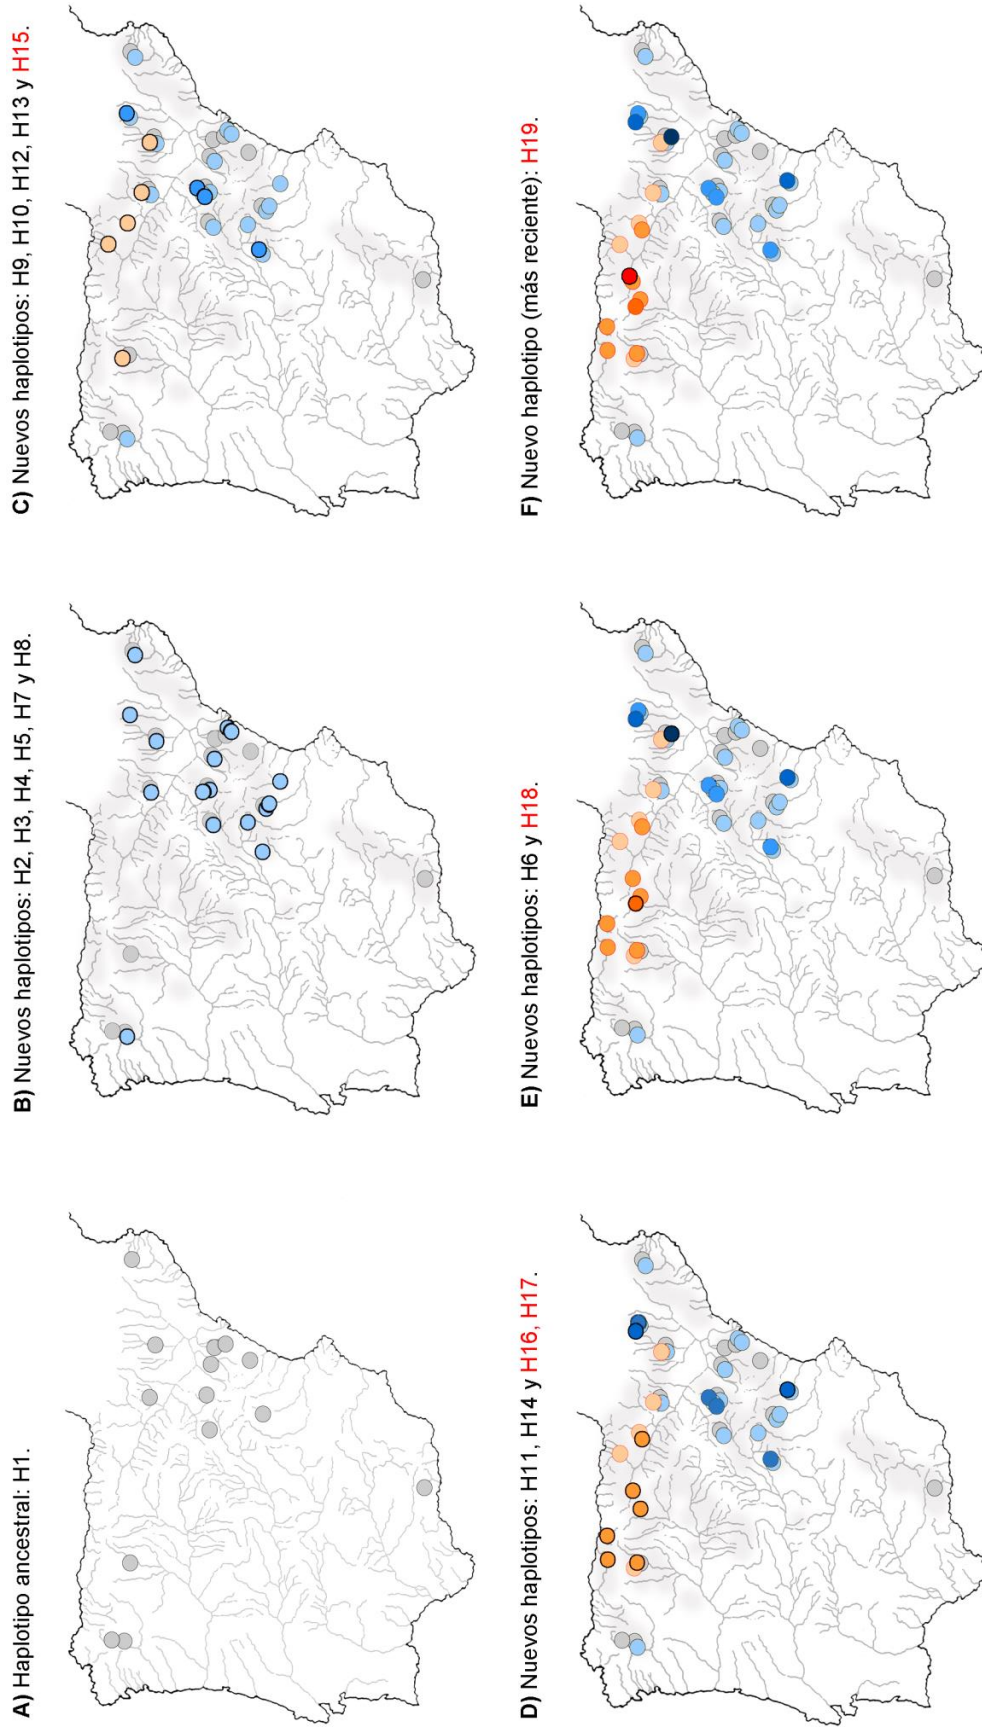 A) Haplotipo ancestral: H1.
B) Nuevos haplotipos: H2, H3, H4, H5, H7 y H8.
C) Nuevos haplotipos: H9, H10, H12, H13 y H15.
D) Nuevos haplotipos: H11, H14 y H16, H17.
E) Nuevos haplotipos: H6 y H18.
F) Nuevo haplotipo (más reciente): H19.